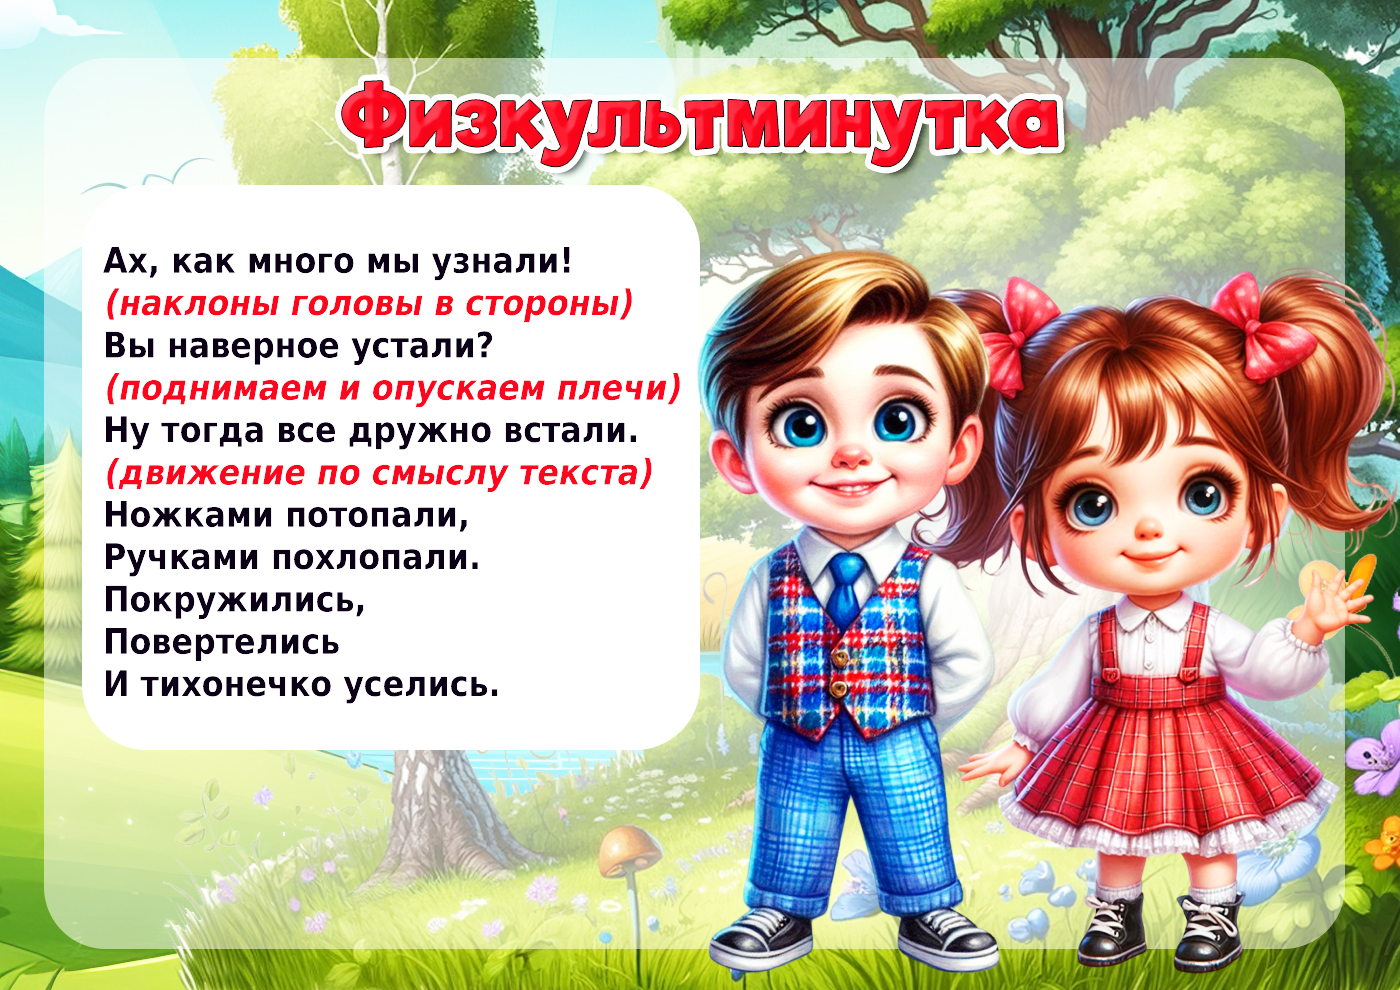 Физкультминутка
Ах, как много мы узнали!
(наклоны головы в стороны)
Вы наверное устали?
(поднимаем и опускаем плечи)
Ну тогда все дружно встали.
(движение по смыслу текста)
Ножками потопали,
Ручками похлопали.
Покружились,
Повертелись
И тихонечко уселись.